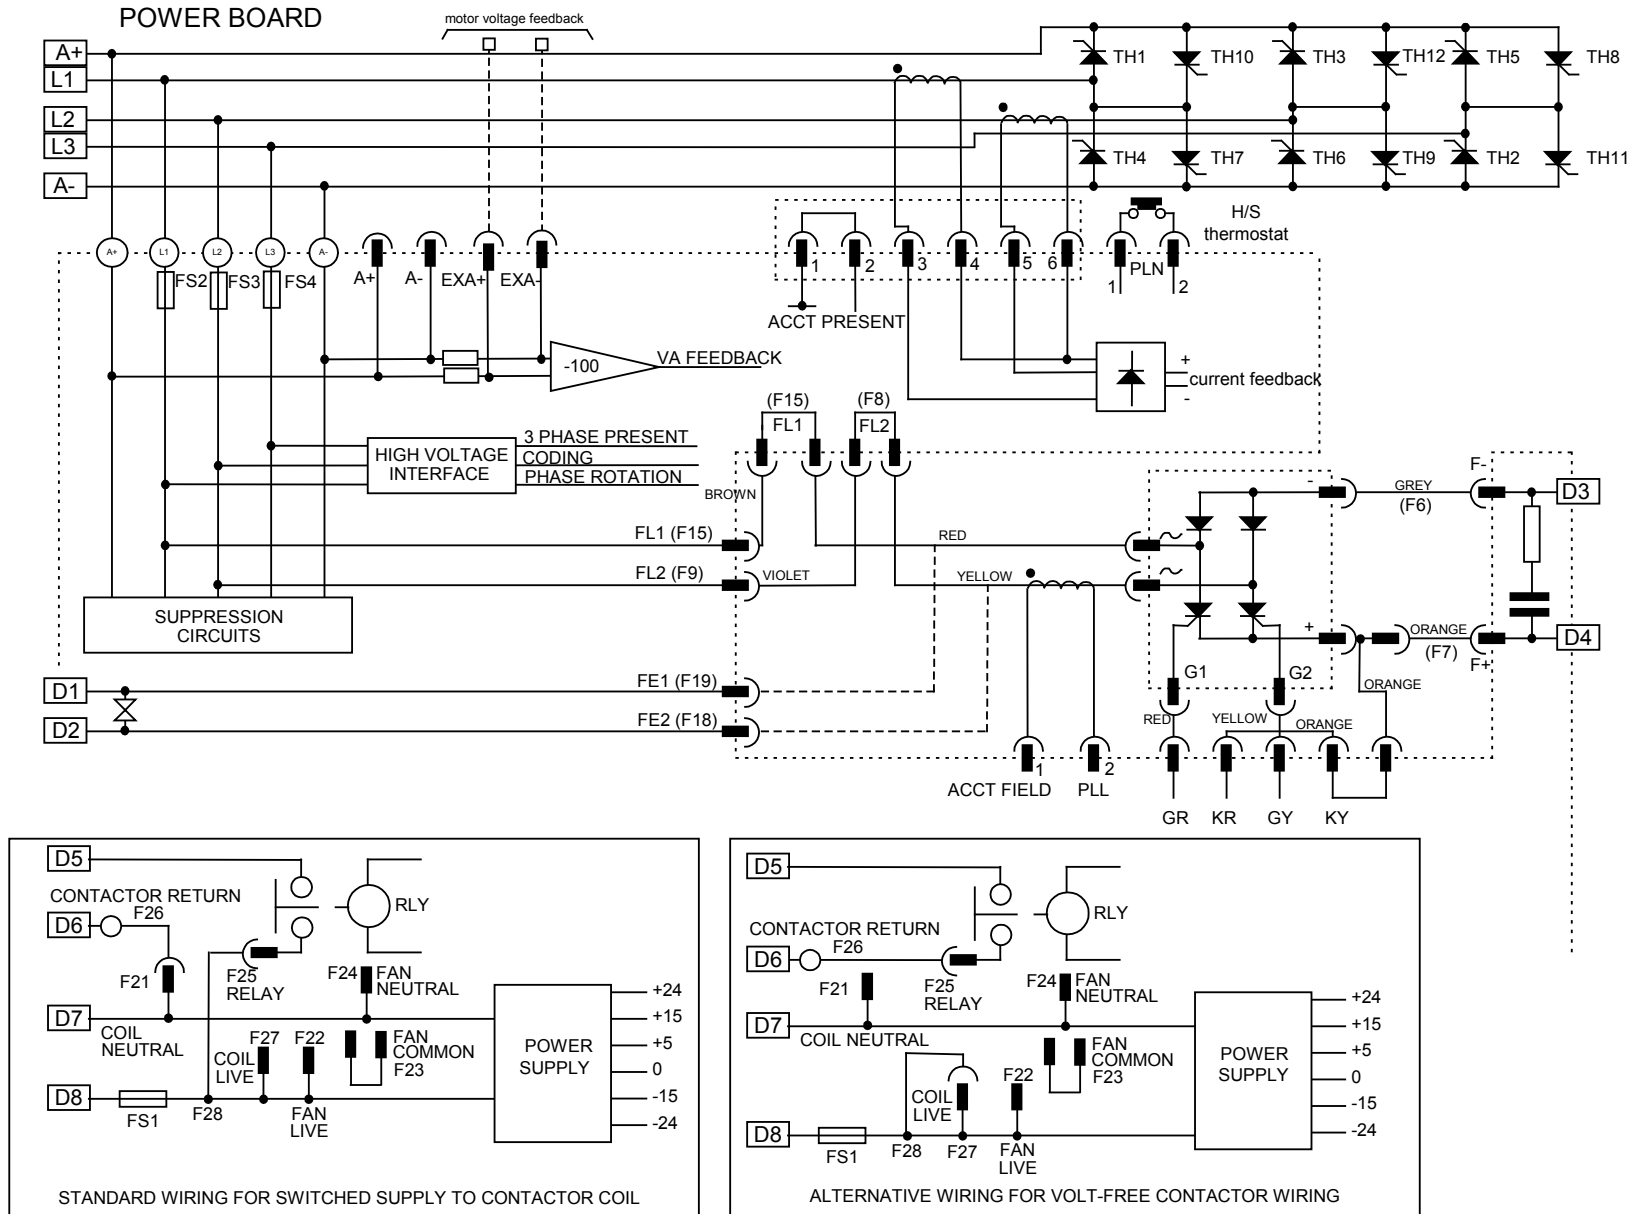 POWER BOARD
motor voltage feedback
A+
L1
L2
L3
A-
TH1
TH10
TH3
TH12
TH5
TH8
TH4
TH7
TH6
TH9
TH2
TH11
H/S
thermostat
A+
L1
L2
L3
A-
FS2
FS3
FS4
A+
A-
EXA+
EXA-
1
2
3
4
5
6
PLN
1
2
ACCT PRESENT
-100
VA FEEDBACK
+
current feedback
-
(F15)
FL1
(F8)
FL2
HIGH VOLTAGE
INTERFACE
3 PHASE PRESENT
CODING
PHASE ROTATION
BROWN
FL1 (F15)
RED
FL2 (F9)
VIOLET
YELLOW
-
GREY
(F6)
F-
D3
SUPPRESSION
CIRCUITS
+
ORANGE
(F7)
F+
D4
G1
G2
ORANGE
D1
FE1 (F19)
D2
FE2 (F18)
RED
YELLOW
ORANGE
1
2
ACCT FIELD
PLL
GR
KR
GY
KY
D5
CONTACTOR RETURN
F26
D6
RLY
F21
F25
RELAY
F24
FAN
NEUTRAL
D7
COIL
NEUTRAL
F27
F22
COIL
LIVE
FAN
COMMON
F23
POWER
SUPPLY
+24
+15
+5
0
-15
-24
D8
FS1
F28
FAN
LIVE
STANDARD WIRING FOR SWITCHED SUPPLY TO CONTACTOR COIL
D5
CONTACTOR RETURN
F26
D6
RLY
F21
F25
RELAY
F24
FAN
NEUTRAL
D7
COIL NEUTRAL
FAN
COMMON
F23
F22
COIL
LIVE
POWER
SUPPLY
+24
+15
+5
0
-15
-24
D8
FS1
F28
F27
FAN
LIVE
ALTERNATIVE WIRING FOR VOLT-FREE CONTACTOR WIRING